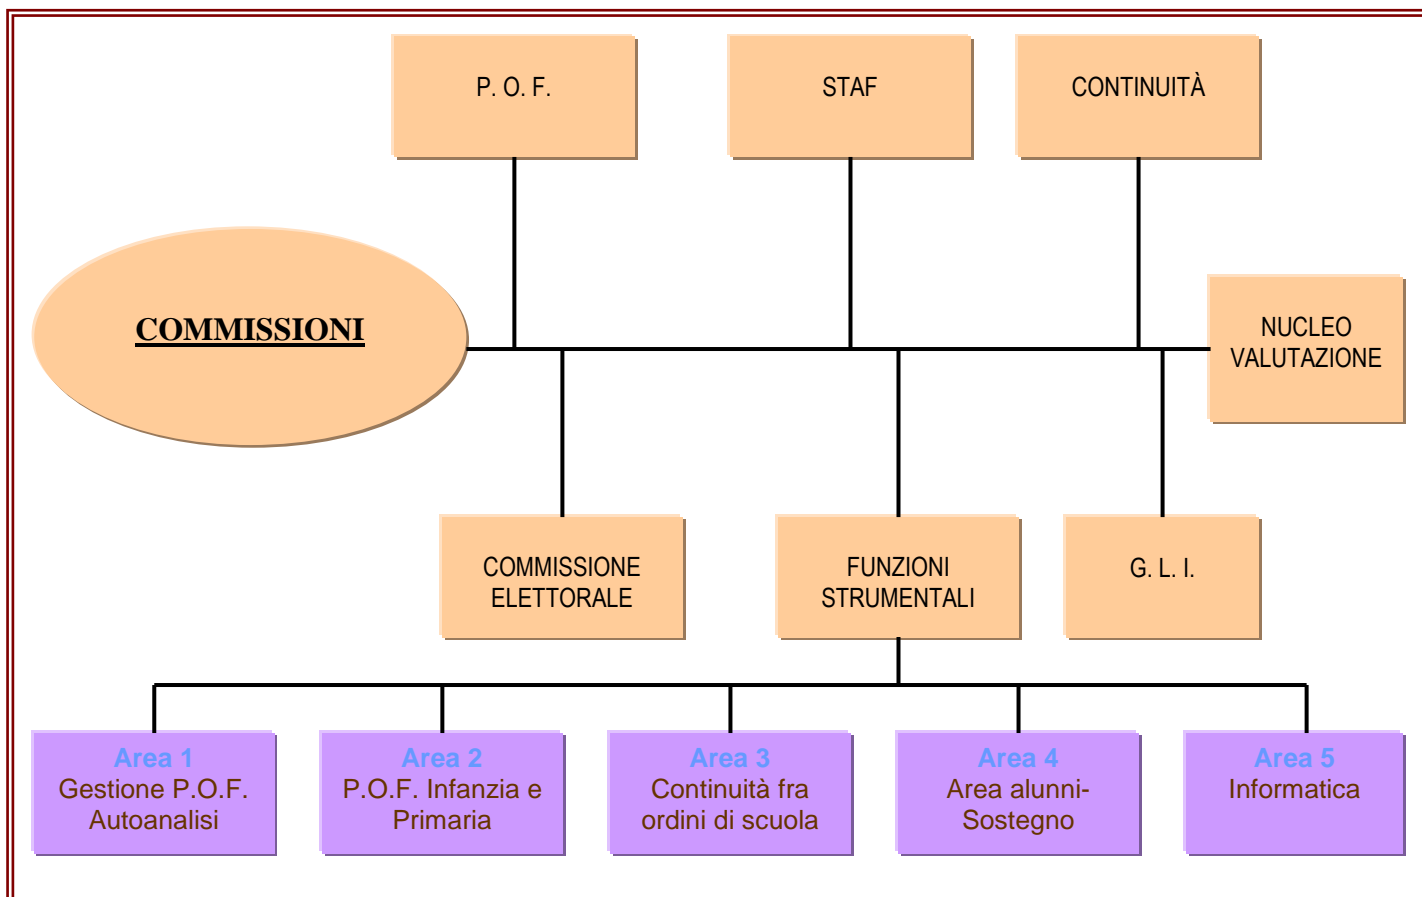 P. O. F.
STAF
CONTINUITÀ
COMMISSIONI
NUCLEO
VALUTAZIONE
COMMISSIONE
ELETTORALE
FUNZIONI
STRUMENTALI
G. L. I.
Area 1
Gestione P.O.F.
Autoanalisi
Area 2
P.O.F. Infanzia e
Primaria
Area 3
Continuità fra
ordini di scuola
Area 4
Area alunni-
Sostegno
Area 5
Informatica